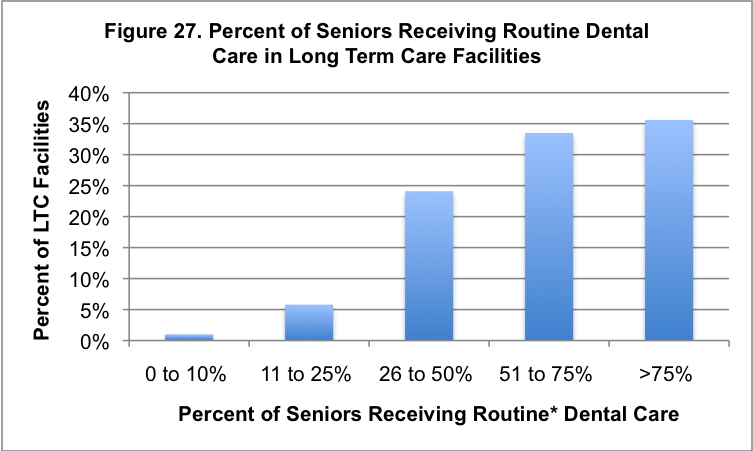 Figure 27. Percent of Seniors Receiving Routine Dental
Care in Long Term Care Facilities
Percent of LTC Facilities
40%
35%
30%
25%
20%
15%
10%
5%
0%
0 to 10% 11 to 25% 26 to 50% 51 to 75% >75%
Percent of Seniors Receiving Routine* Dental Care